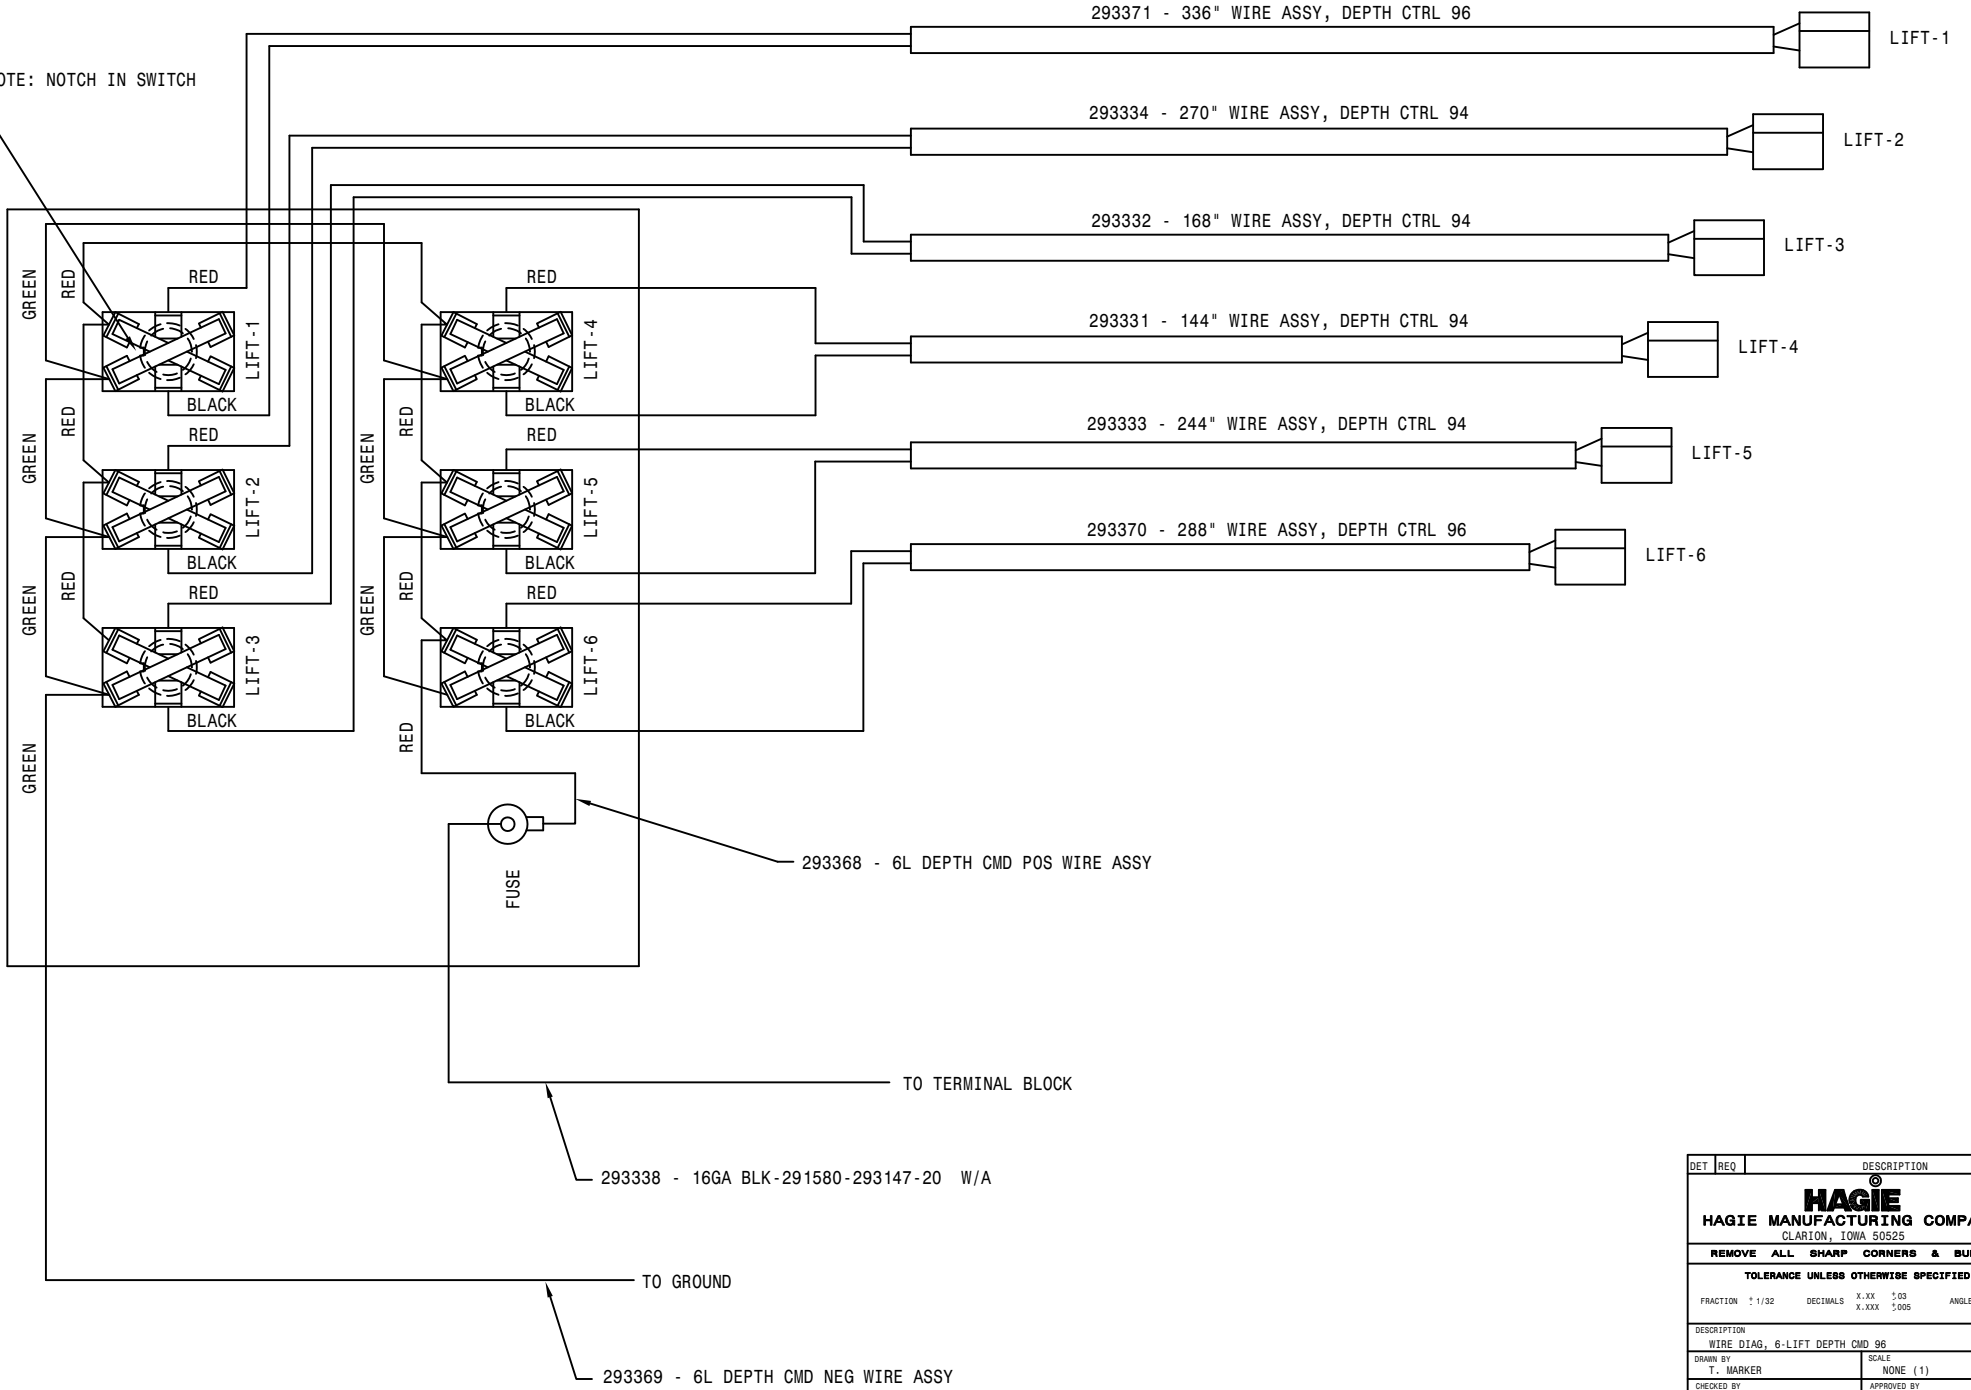 293371 - 336" WIRE ASSY, DEPTH CTRL 96
LIFT-1
OTE: NOTCH IN SWITCH
293334 - 270" WIRE ASSY, DEPTH CTRL 94
LIFT-2
293332 - 168" WIRE ASSY, DEPTH CTRL 94
LIFT-3
293331 - 144" WIRE ASSY, DEPTH CTRL 94
LIFT-4
293333 - 244" WIRE ASSY, DEPTH CTRL 94
LIFT-5
293370 - 288" WIRE ASSY, DEPTH CTRL 96
LIFT-6
GREEN
RED
RED
LIFT-1
BLACK
RED
LIFT-4
BLACK
GREEN
RED
RED
LIFT-2
BLACK
GREEN
RED
RED
LIFT-5
BLACK
GREEN
RED
RED
LIFT-3
BLACK
GREEN
RED
RED
LIFT-6
BLACK
GREEN
RED
FUSE
293368 - 6L DEPTH CMD POS WIRE ASSY
TO TERMINAL BLOCK
293338 - 16GA BLK-291580-293147-20 W/A
TO GROUND
293369 - 6L DEPTH CMD NEG WIRE ASSY
DET REQ DESCRIPTION
HAGIE
HAGIE MANUFACTURING COMPA
CLARION, IOWA 50525
REMOVE ALL SHARP CORNERS & BU
TOLERANCE UNLESS OTHERWISE SPECIFIED
FRACTION ± 1/32 DECIMALS X.XX ±.03 ANGLE
X.XXX ±.005
DESCRIPTION
WIRE DIAG, 6-LIFT DEPTH CMD 96
DRAWN BY SCALE
T. MARKER NONE (1)
CHECKED BY APPROVED BY